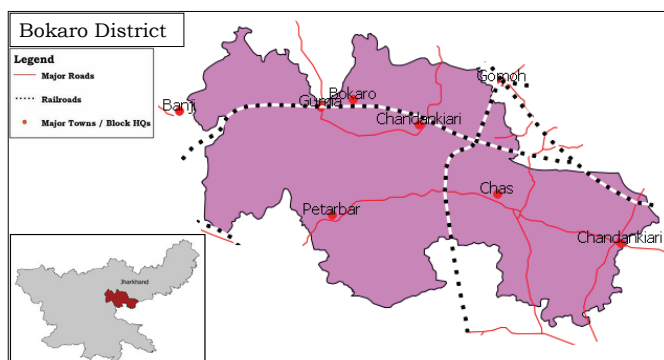 Bokaro District
Legend
Major Roads
Railroads
Major Towns / Block HQs
Gomoh
Bokaro
Gumia
Banji
Chandankiari
Chas
Petarbar
Chandankiari
Jharkhand